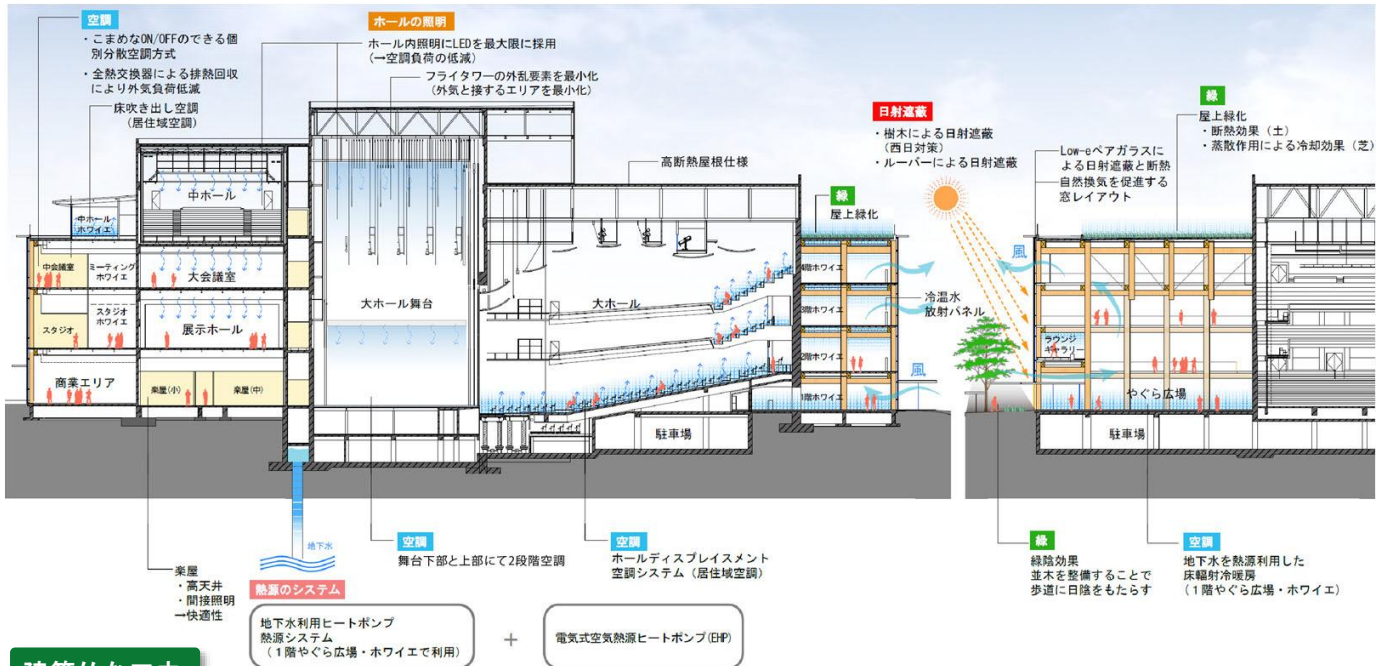 空調
・こまめなON/OFFのできる個
別分散空調方式
・全熱交換器による排熱回収
により外気負荷低減
床吹き出し空調
(居住域空調)
ホールの照明
ホール内照明にLEDを最大限に採用
(→空調負荷の低減)
フライタワーの外乱要素を最小化
(外気と接するエリアを最小化)
高断熱屋根仕様
日射遮蔽
・樹木による日射遮蔽
(西日対策)
・ルーバーによる日射遮蔽
緑
屋上緑化
・断熱効果(土)
・蒸散作用による冷却効果(芝)
Low-eペアガラスに
よる日射遮蔽と断熱
自然換気を促進する
窓レイアウト
緑
屋上緑化
中ホール
中ホール
ホワイエ
中会議室
ミーティング
ホワイエ
大会議室
スタジオ
スタジオ
ホワイエ
展示ホール
商業エリア
楽屋(小)
楽屋(中)
大ホール舞台
大ホール
4階ホワイエ
3階ホワイエ
2階ホワイエ
1階ホワイエ
冷温水
放射パネル
風
風
ラウンジ
ギャラリー
やぐら広場
駐車場
駐車場
地下水
楽屋
・高天井
・間接照明
→快適性
空調
舞台下部と上部にて2段階空調
空調
ホールディスプレイスメント
空調システム(居住域空調)
緑
緑陰効果
並木を整備することで
歩道に日陰をもたらす
空調
地下水を熱源利用した
床輻射冷暖房
(1階やぐら広場・ホワイエ)
熱源のシステム
地下水利用ヒートポンプ
熱源システム
(1階やぐら広場・ホワイエで利用)
+
電気式空気熱源ヒートポンプ(EHP)